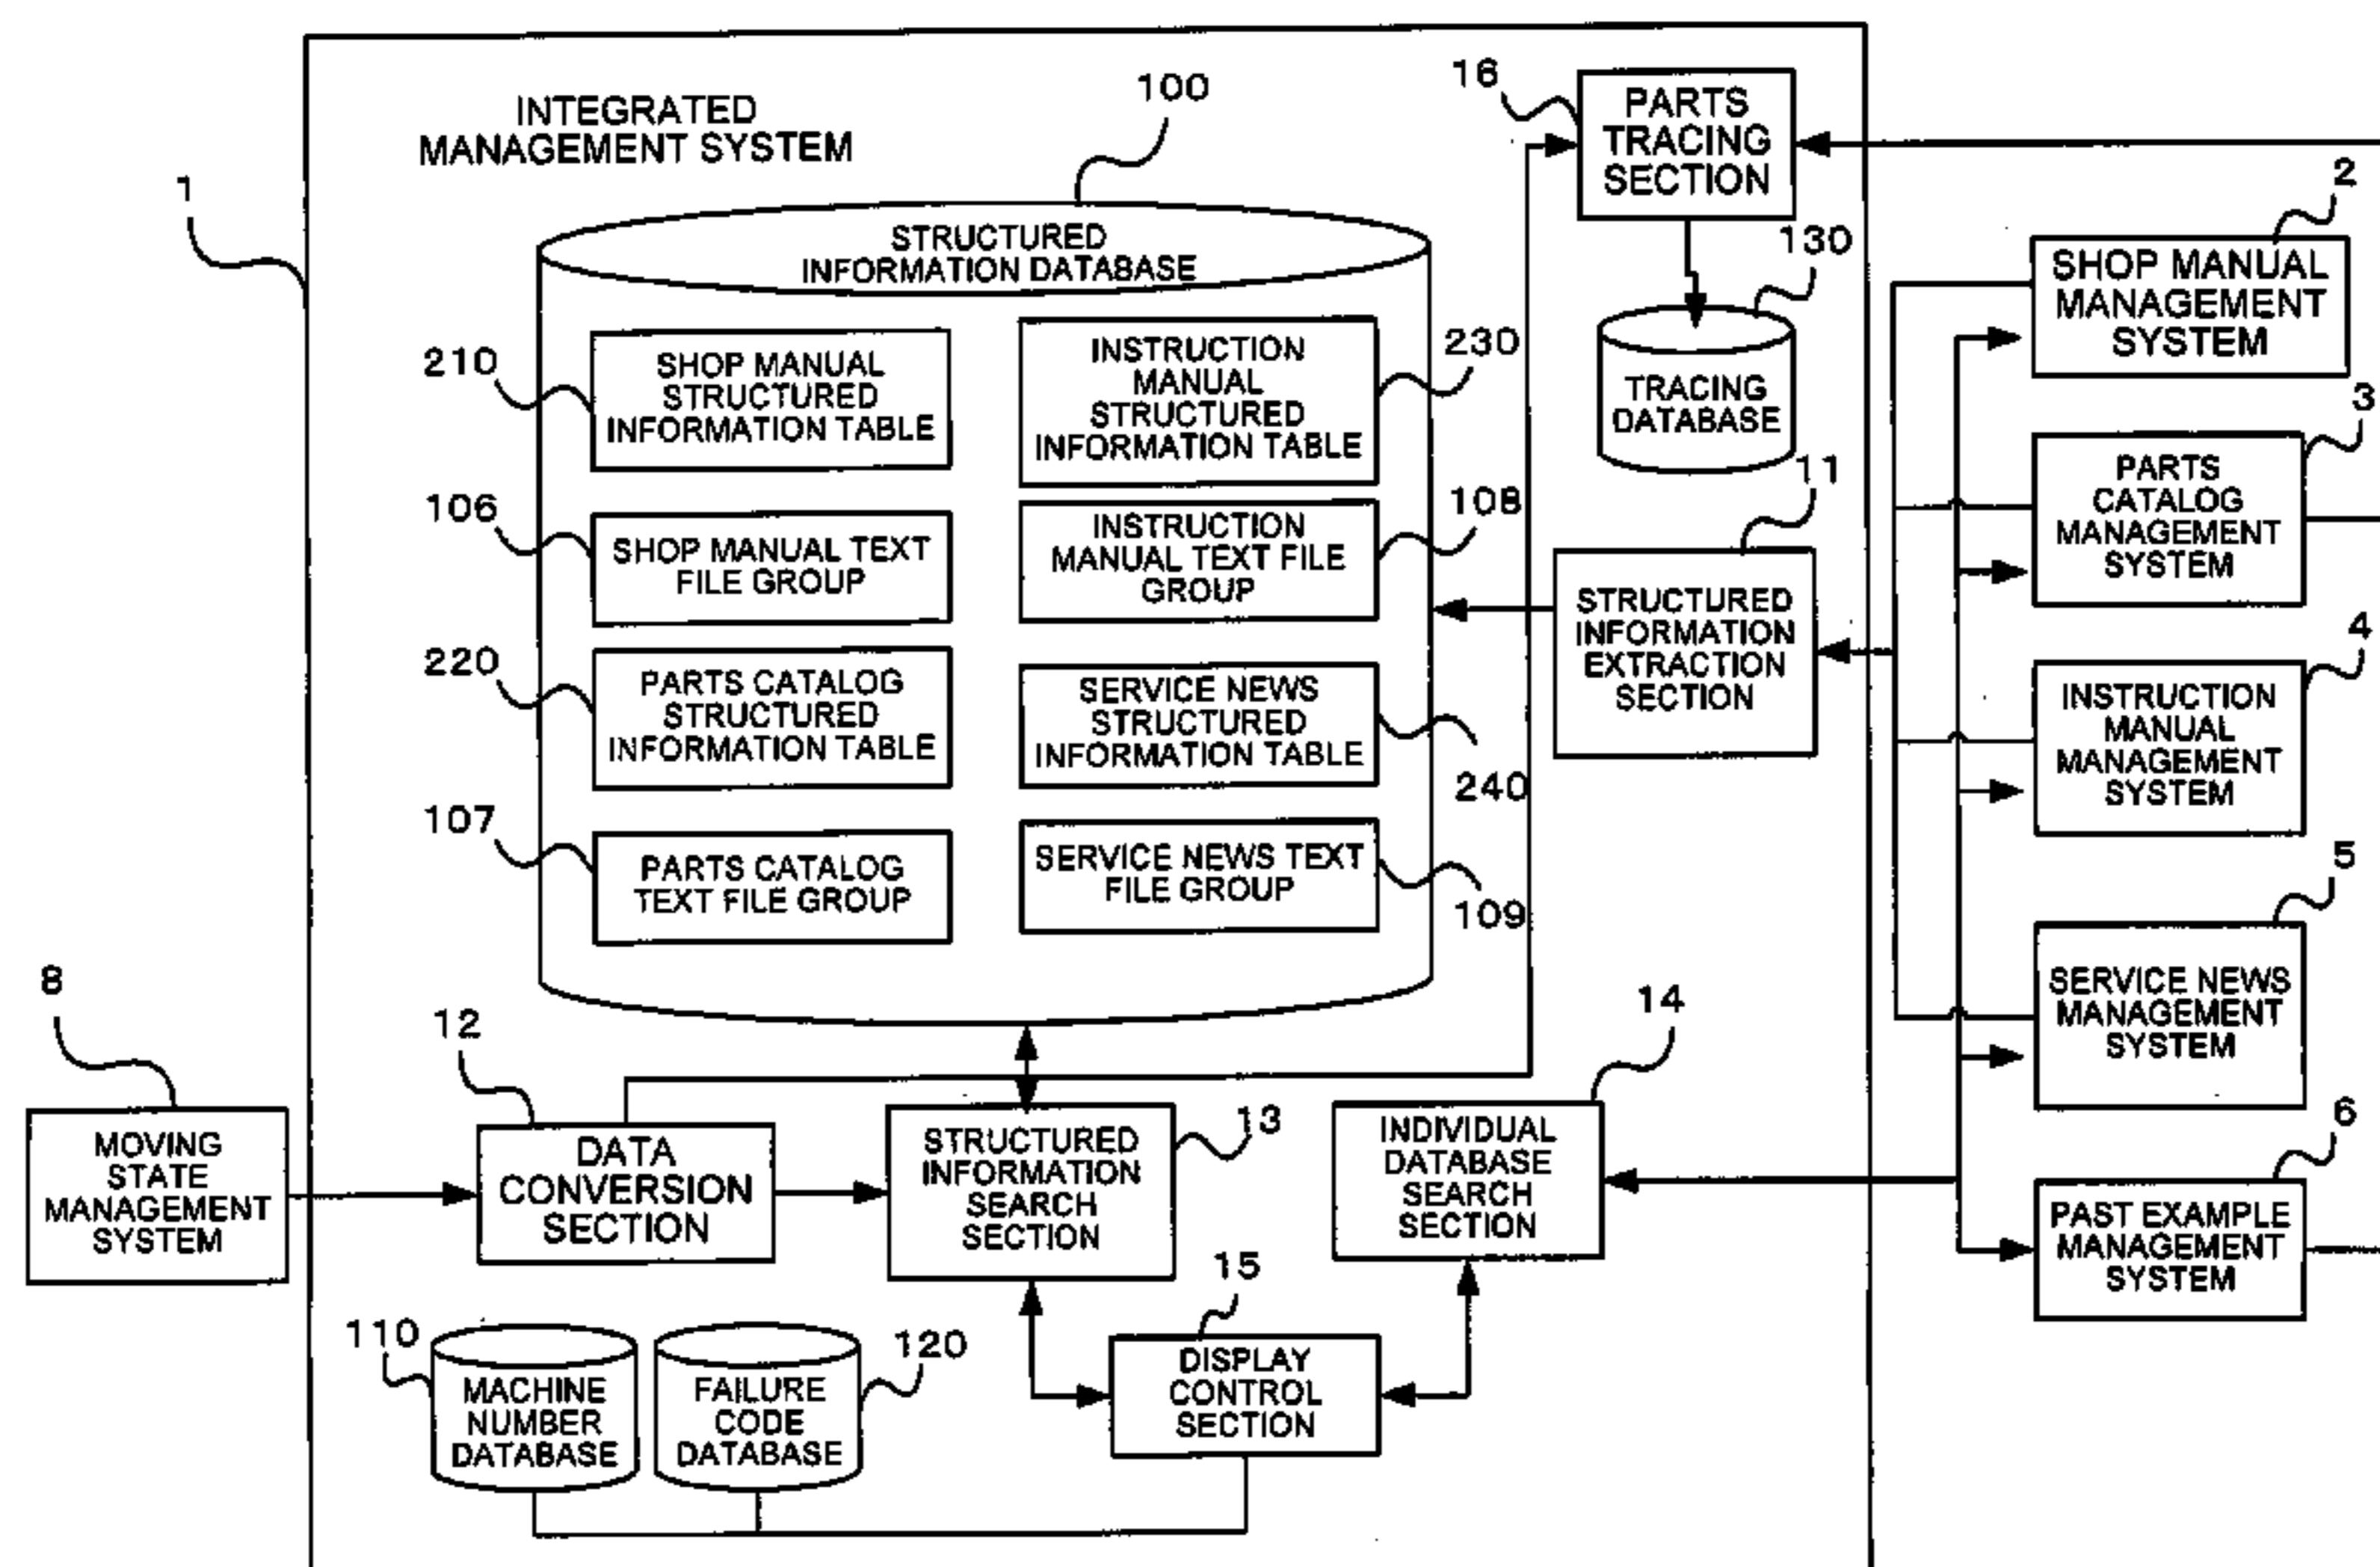 INTEGRATED
MANAGEMENT SYSTEM
1
100
STRUCTURED
INFORMATION DATABASE
210
SHOP MANUAL
STRUCTURED
INFORMATION TABLE
230
INSTRUCTION
MANUAL
STRUCTURED
INFORMATION TABLE
106
SHOP MANUAL TEXT
FILE GROUP
108
INSTRUCTION
MANUAL TEXT FILE
GROUP
220
PARTS CATALOG
STRUCTURED
INFORMATION TABLE
SERVICE NEWS
STRUCTURED
INFORMATION TABLE
240
107
PARTS CATALOG
TEXT FILE GROUP
SERVICE NEWS TEXT
FILE GROUP
109
16
PARTS
TRACING
SECTION
130
TRACING
DATABASE
11
STRUCTURED
INFORMATION
EXTRACTION
SECTION
2
SHOP MANUAL
MANAGEMENT
SYSTEM
3
PARTS
CATALOG
MANAGEMENT
SYSTEM
4
INSTRUCTION
MANUAL
MANAGEMENT
SYSTEM
5
SERVICE NEWS
MANAGEMENT
SYSTEM
6
PAST EXAMPLE
MANAGEMENT
SYSTEM
8
MOVING
STATE
MANAGEMENT
SYSTEM
12
DATA
CONVERSION
SECTION
13
STRUCTURED
INFORMATION
SEARCH
SECTION
14
INDIVIDUAL
DATABASE
SEARCH
SECTION
15
DISPLAY
CONTROL
SECTION
110
MACHINE
NUMBER
DATABASE
120
FAILURE
CODE
DATABASE